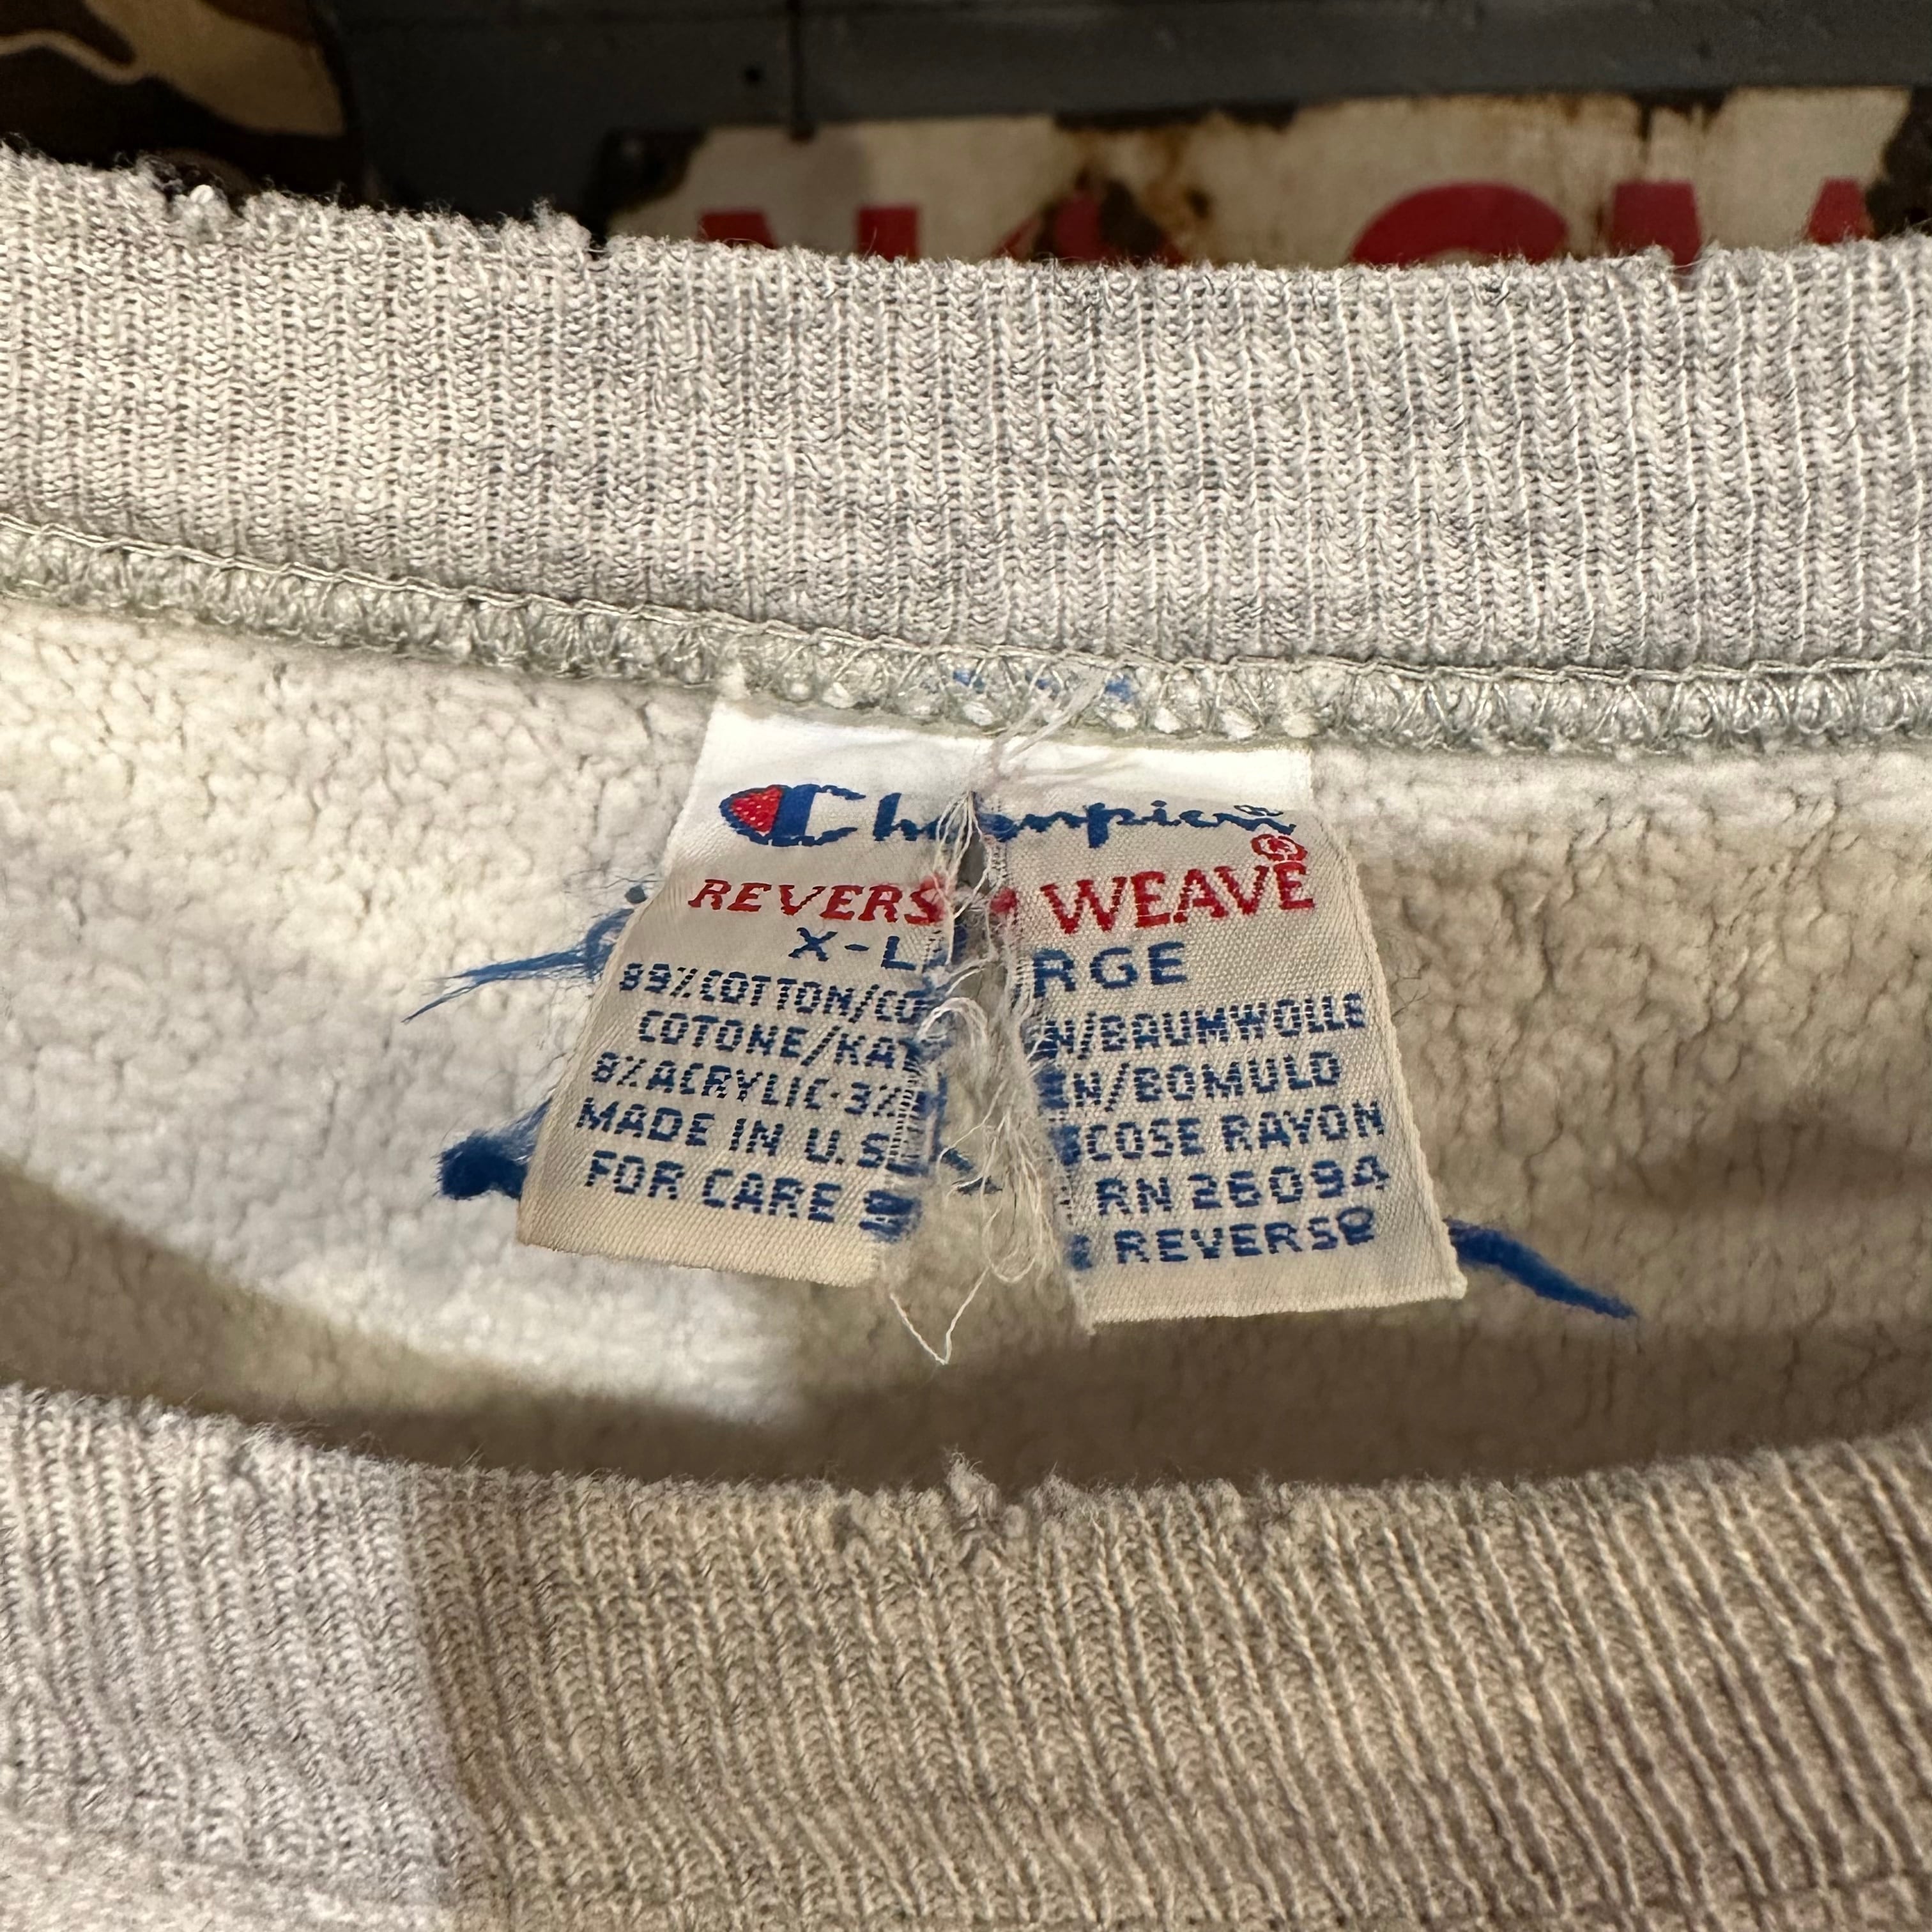 Champion®
REVERS WEAVE®
X-L RGE
89%COTTON/CO N/BAUMWOLLE
COTONE/KA N/BOMULD
8%ACRYLIC·3% COSE RAYON
MADE IN U.S RN 26094
FOR CARE REVERSE